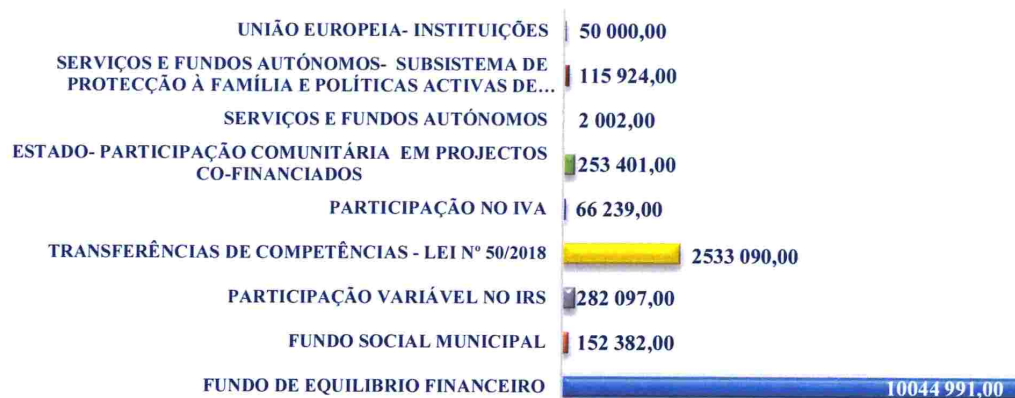 UNIÃO EUROPEIA- INSTITUIÇÕES 50 000,00
SERVIÇOS E FUNDOS AUTÓNOMOS- SUBSISTEMA DE
PROTECÇÃO À FAMÍLIA E POLÍTICAS ACTIVAS DE... 115 924,00
SERVIÇOS E FUNDOS AUTÓNOMOS 2 002,00
ESTADO- PARTICIPAÇÃO COMUNITÁRIA EM PROJECTOS
CO-FINANCIADOS 253 401,00
PARTICIPAÇÃO NO IVA 66 239,00
TRANSFERÊNCIAS DE COMPETÊNCIAS - LEI Nº 50/2018 2533 090,00
PARTICIPAÇÃO VARIÁVEL NO IRS 282 097,00
FUNDO SOCIAL MUNICIPAL 152 382,00
FUNDO DE EQUILIBRIO FINANCEIRO 10044 991,00